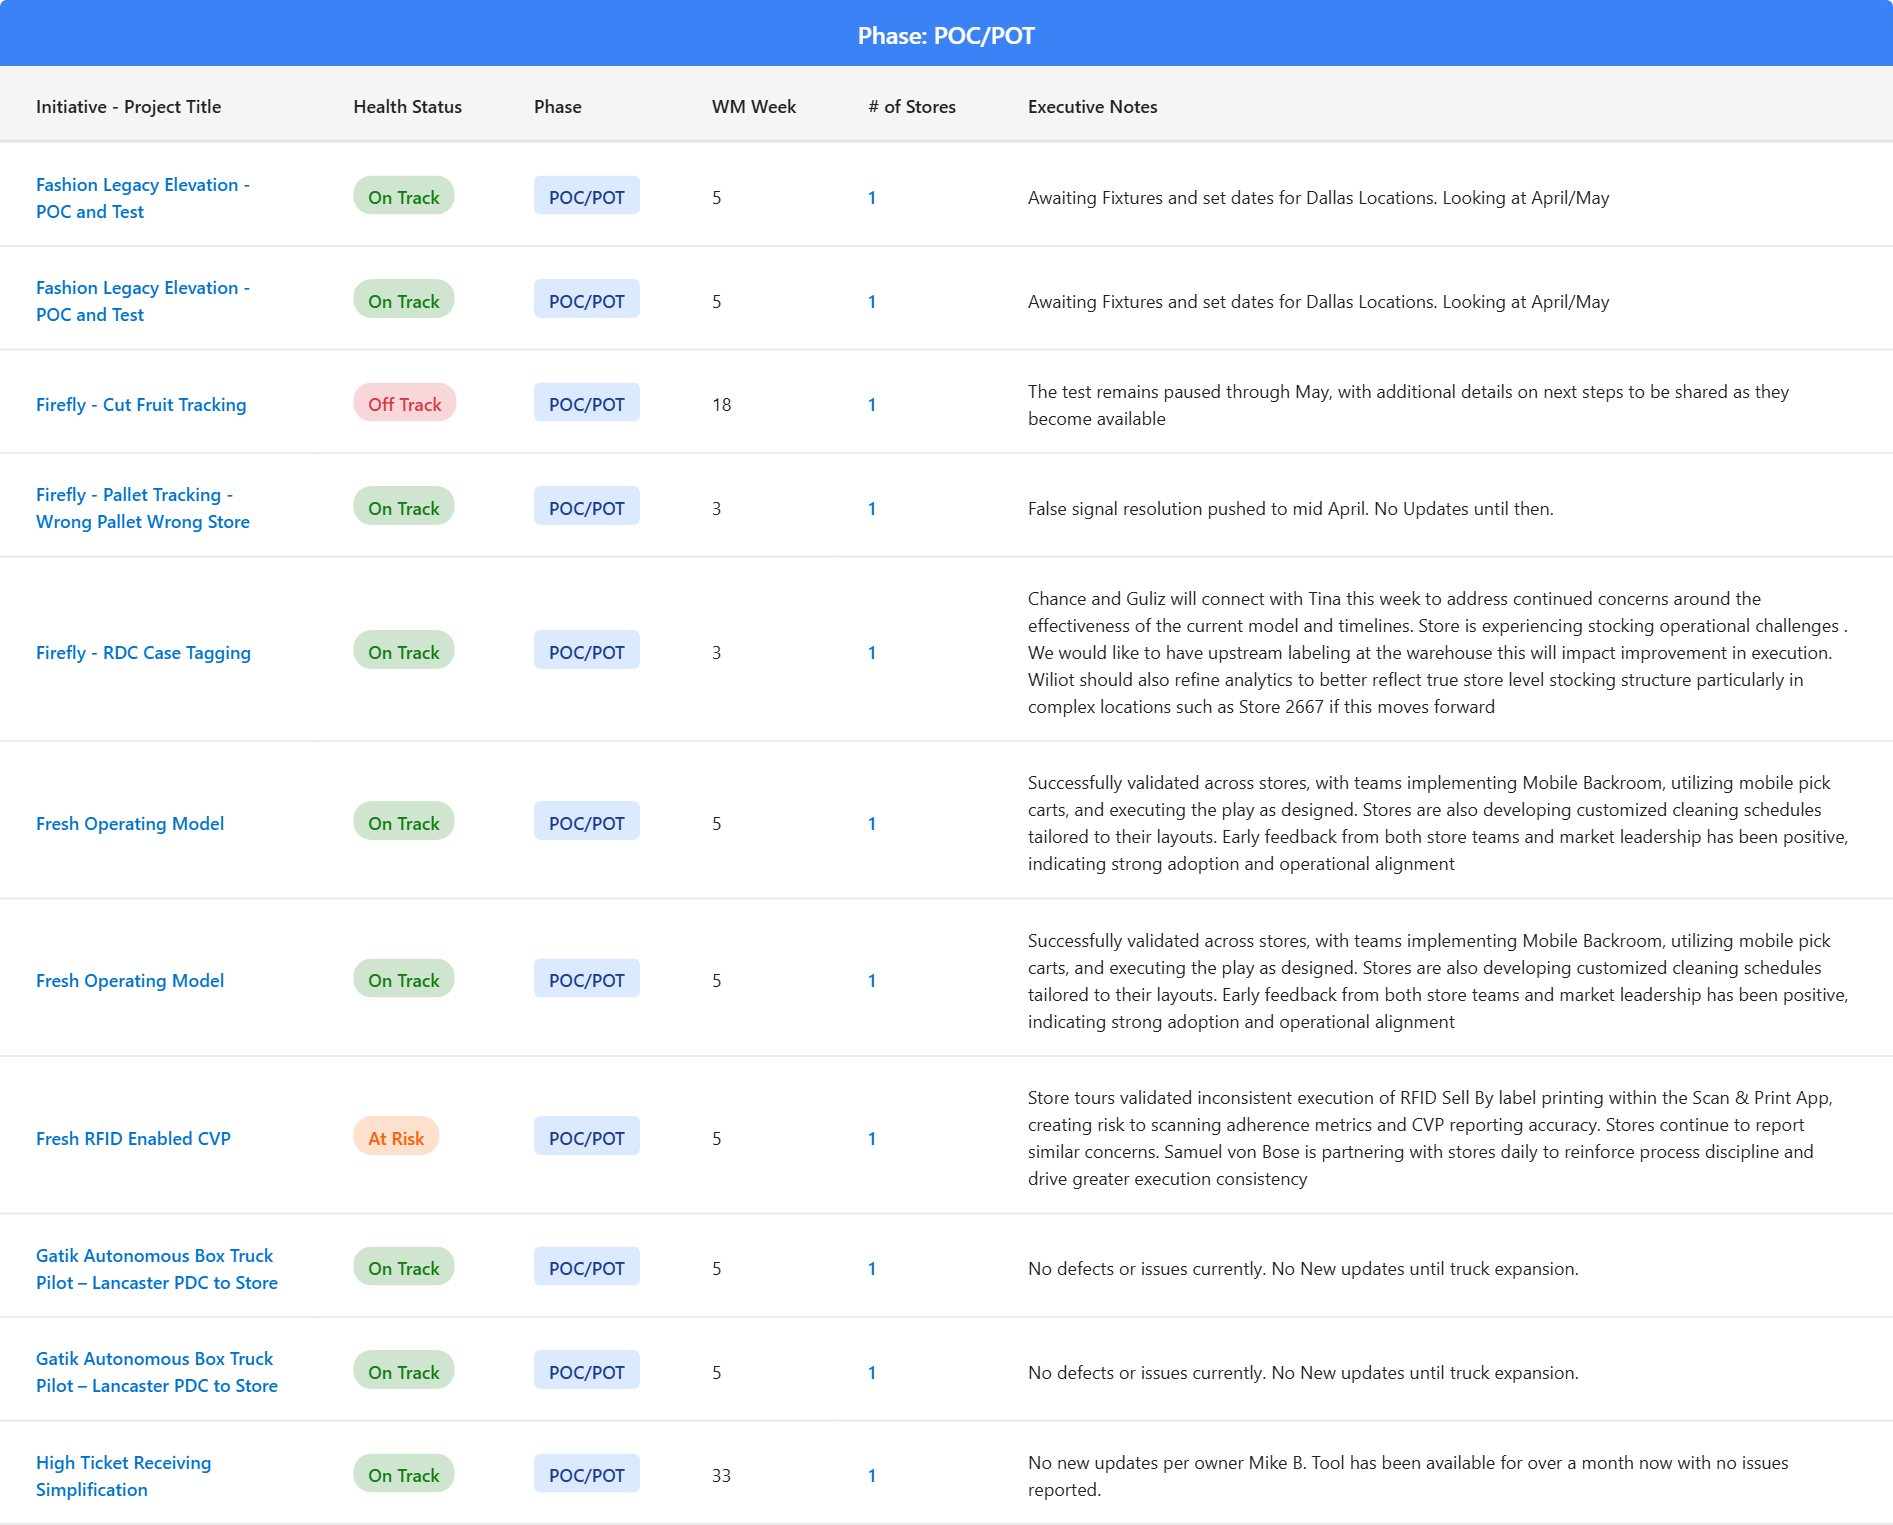 Phase: POC/POT
Initiative - Project Title Health Status Phase WM Week # of Stores Executive Notes
Fashion Legacy Elevation -
POC and Test
On Track POC/POT 5 1 Awaiting Fixtures and set dates for Dallas Locations. Looking at April/May
Fashion Legacy Elevation -
POC and Test
On Track POC/POT 5 1 Awaiting Fixtures and set dates for Dallas Locations. Looking at April/May
Firefly - Cut Fruit Tracking Off Track POC/POT 18 1
The test remains paused through May, with additional details on next steps to be shared as they
become available
Firefly - Pallet Tracking -
Wrong Pallet Wrong Store
On Track POC/POT 3 1 False signal resolution pushed to mid April. No Updates until then.
Firefly - RDC Case Tagging On Track POC/POT 3 1
Chance and Guliz will connect with Tina this week to address continued concerns around the
effectiveness of the current model and timelines. Store is experiencing stocking operational challenges .
We would like to have upstream labeling at the warehouse this will impact improvement in execution.
Wiliot should also refine analytics to better reflect true store level stocking structure particularly in
complex locations such as Store 2667 if this moves forward
Fresh Operating Model On Track POC/POT 5 1
Successfully validated across stores, with teams implementing Mobile Backroom, utilizing mobile pick
carts, and executing the play as designed. Stores are also developing customized cleaning schedules
tailored to their layouts. Early feedback from both store teams and market leadership has been positive,
indicating strong adoption and operational alignment
Fresh Operating Model On Track POC/POT 5 1
Successfully validated across stores, with teams implementing Mobile Backroom, utilizing mobile pick
carts, and executing the play as designed. Stores are also developing customized cleaning schedules
tailored to their layouts. Early feedback from both store teams and market leadership has been positive,
indicating strong adoption and operational alignment
Fresh RFID Enabled CVP At Risk POC/POT 5 1
Store tours validated inconsistent execution of RFID Sell By label printing within the Scan & Print App,
creating risk to scanning adherence metrics and CVP reporting accuracy. Stores continue to report
similar concerns. Samuel von Bose is partnering with stores daily to reinforce process discipline and
drive greater execution consistency
Gatik Autonomous Box Truck
Pilot – Lancaster PDC to Store
On Track POC/POT 5 1 No defects or issues currently. No New updates until truck expansion.
Gatik Autonomous Box Truck
Pilot – Lancaster PDC to Store
On Track POC/POT 5 1 No defects or issues currently. No New updates until truck expansion.
High Ticket Receiving
Simplification
On Track POC/POT 33 1
No new updates per owner Mike B. Tool has been available for over a month now with no issues
reported.